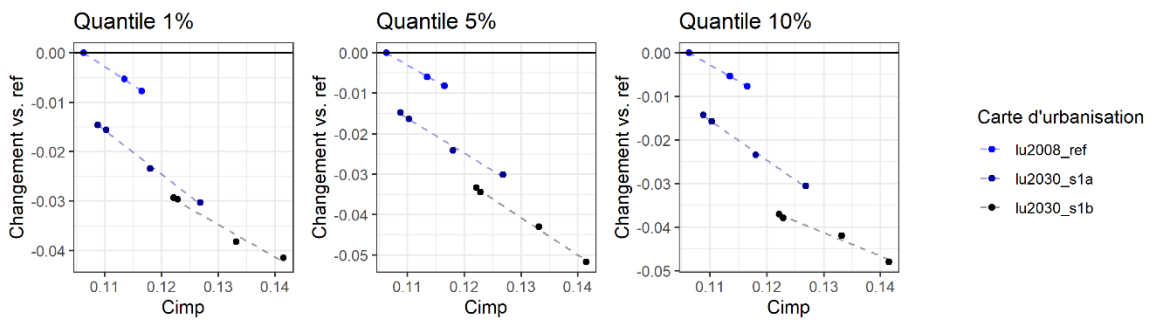 Quantile 1%
Changement vs. ref
0.00
-0.01
-0.02
-0.03
-0.04
0.11 0.12 0.13 0.14
Cimp
Quantile 5%
Changement vs. ref
0.00
-0.01
-0.02
-0.03
-0.04
-0.05
0.11 0.12 0.13 0.14
Cimp
Quantile 10%
Changement vs. ref
0.00
-0.01
-0.02
-0.03
-0.04
-0.05
0.11 0.12 0.13 0.14
Cimp
Carte d'urbanisation
lu2008_ref
lu2030_s1a
lu2030_s1b